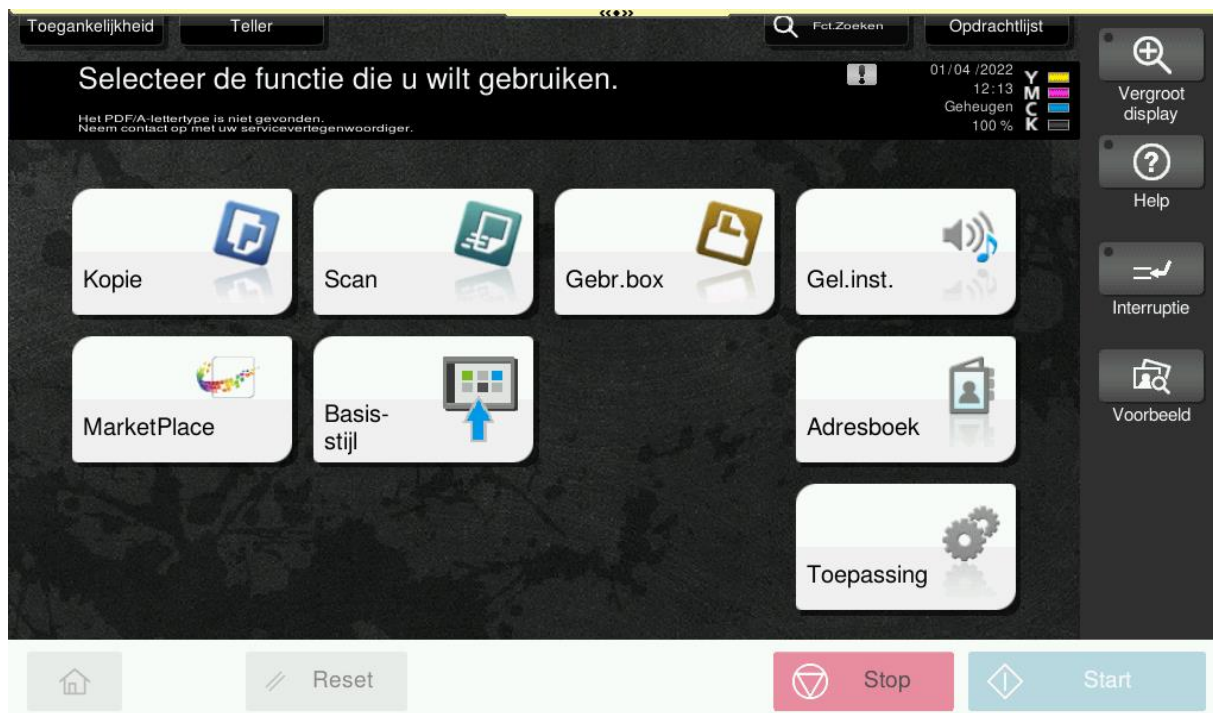 Toegankelijkheid
Teller
Fct.Zoeken
Opdrachtlijst
Selecteer de functie die u wilt gebruiken.
Het PDF/A-lettertype is niet gevonden.
Neem contact op met uw servicevertegenwoordiger.
01/04 /2022
12:13
Geheugen
100 %
Y
M
C
K
Vergroot
display
Help
Interruptie
Voorbeeld
Kopie
Scan
Gebr.box
Gel.inst.
MarketPlace
Basis-
stijl
Adresboek
Toepassing
Reset
Stop
Start